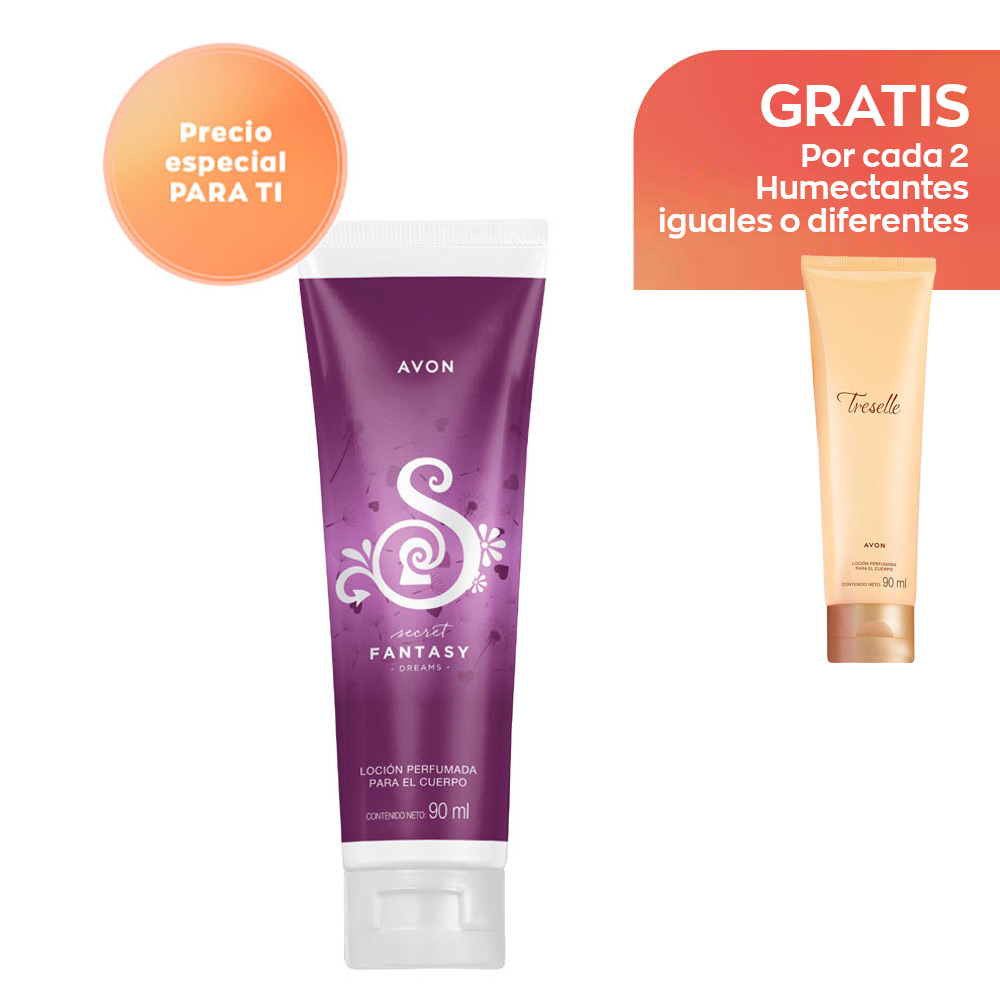 Precio
especial
PARA TI
GRATIS
Por cada 2
Humectantes
iguales o diferentes
AVON
secret
FANTASY
- DREAMS -
LOCIÓN PERFUMADA
PARA EL CUERPO
CONTENIDO NETO: 90 ml
Treselle
AVON
LOCIÓN PERFUMADA
PARA EL CUERPO
CONTENIDO NETO: 90 ml